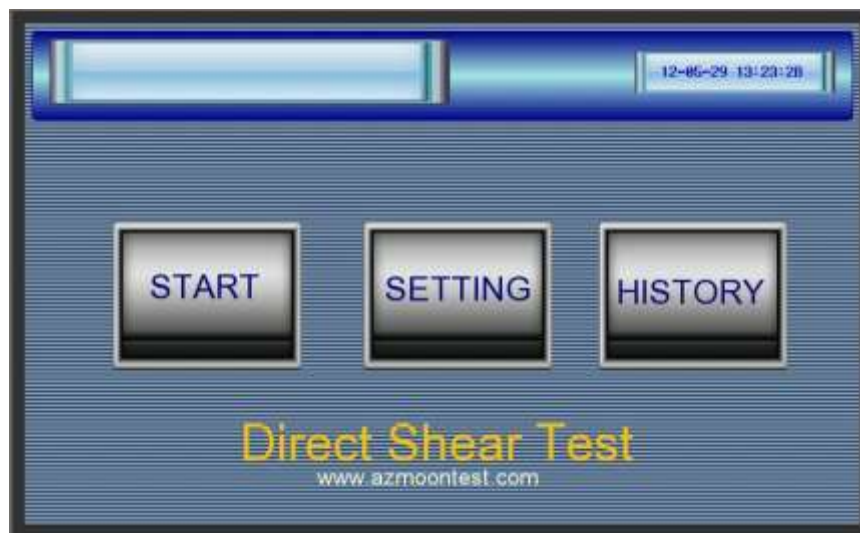 12-05-29 13:23:28
START
SETTING
HISTORY
Direct Shear Test
www.azmoontest.com